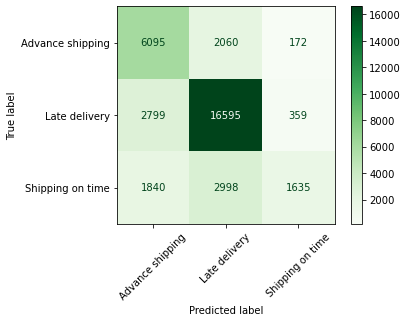 Advance shipping 6095 2060 172
Late delivery 2799 16595 359
Shipping on time 1840 2998 1635
True label
Advance shipping
Late delivery
Shipping on time
Predicted label
16000
14000
12000
10000
8000
6000
4000
2000